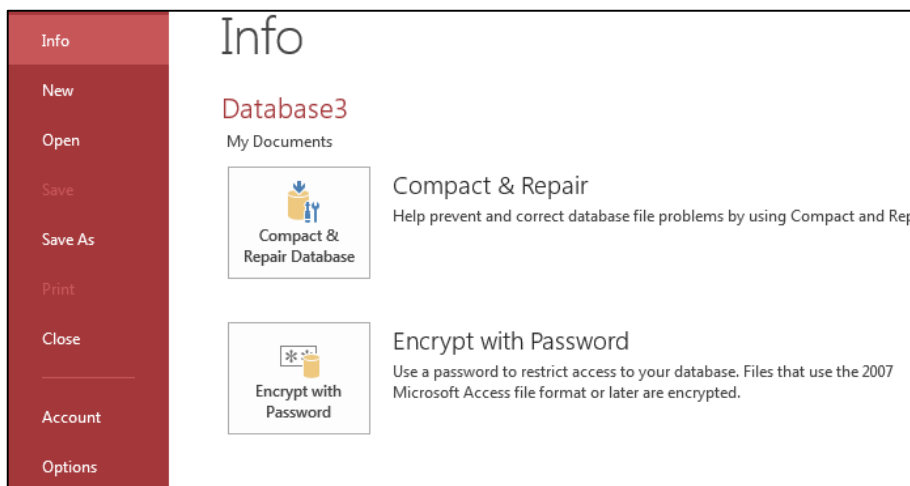 Info
New
Open
Save
Save As
Print
Close
Account
Options
Info
Database3
My Documents
Compact &
Repair Database
Compact & Repair
Help prevent and correct database file problems by using Compact and Rep
Encrypt with
Password
Encrypt with Password
Use a password to restrict access to your database. Files that use the 2007
Microsoft Access file format or later are encrypted.